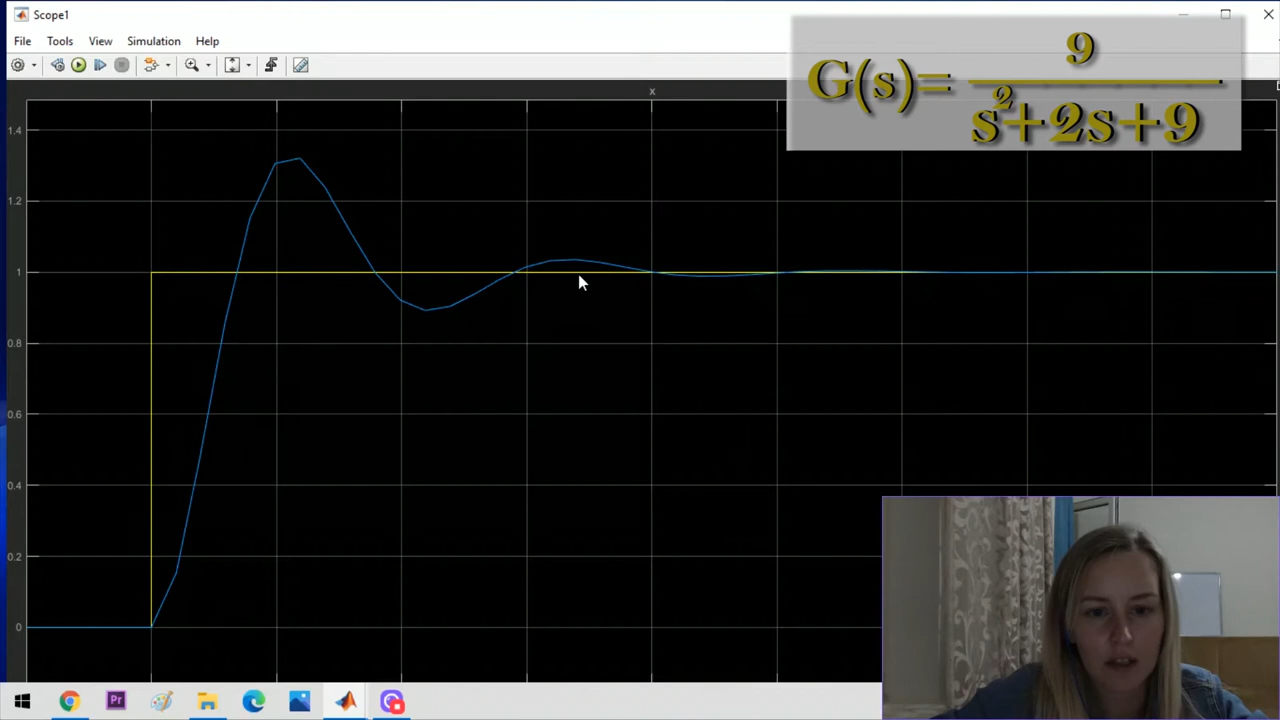 Scope1
File Tools View Simulation Help
x
G(s)= 9
s²+2s+9
1.4
1.2
1
0.8
0.6
0.4
0.2
0
Pr